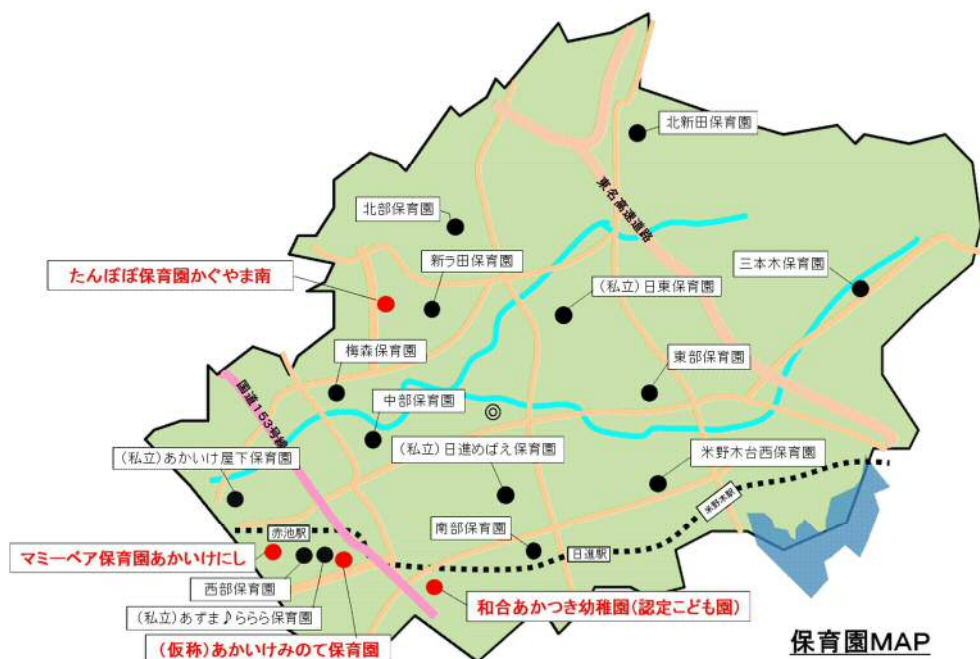 北新田保育園
東名高速道路
北部保育園
新ラ田保育園
三本木保育園
たんぽぽ保育園かぐやま南
(私立)日東保育園
梅森保育園
東部保育園
国道153号線
中部保育園
(私立)あかいけ屋下保育園
(私立)日進めばえ保育園
米野木台西保育園
米野木駅
赤池駅
南部保育園
日進駅
マミーベア保育園あかいけにし
西部保育園
(私立)あずま♪ららら保育園
和合あかつき幼稚園(認定こども園)
(仮称)あかいけみのて保育園
保育園MAP